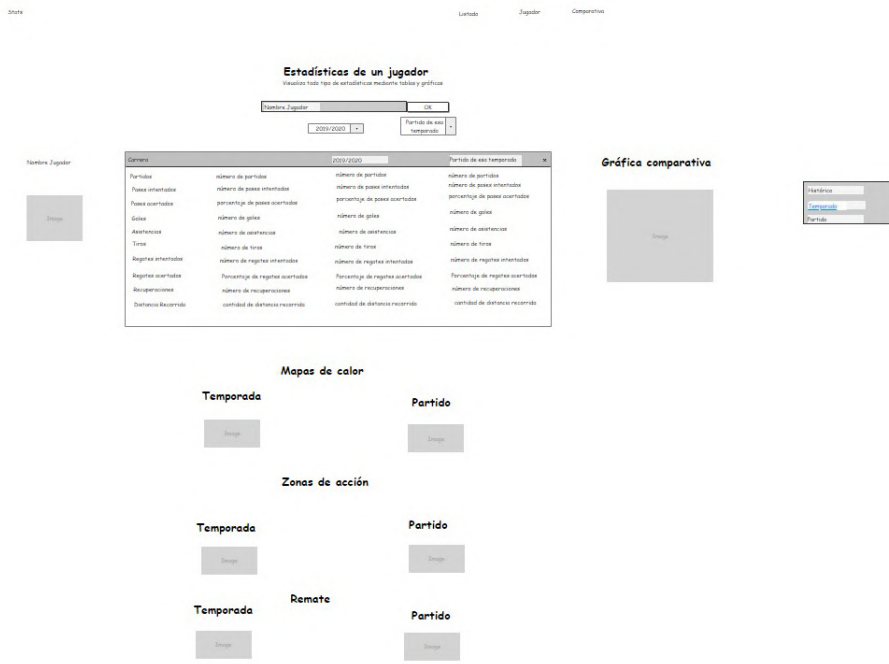 Stats
Listado Jugador Comparativa
Estadísticas de un jugador
Visualiza todo tipo de estadísticas mediante tablas y gráficas
Nombre Jugador OK
2019/2020 Partido de esa
temporada
Nombre Jugador
Image
Carrera 2019/2020 Partido de esa temporada
Partidos número de partidos número de partidos número de partidos
Pases intentados número de pases intentados número de pases intentados número de pases intentados
Pases acertados porcentaje de pases acertados porcentaje de pases acertados porcentaje de pases acertados
Goles número de goles número de goles número de goles
Asistencias número de asistencias número de asistencias número de asistencias
Tiros número de tiros número de tiros número de tiros
Regates intentados número de regates intentados número de regates intentados número de regates intentados
Regates acertados Porcentaje de regates acertados Porcentaje de regates acertados Porcentaje de regates acertados
Recuperaciones número de recuperaciones número de recuperaciones número de recuperaciones
Distancia Recorrida cantidad de distancia recorrida cantidad de distancia recorrida cantidad de distancia recorrida
Gráfica comparativa
Image
Histórico
Temporada
Partido
Mapas de calor
Temporada Partido
Image Image
Zonas de acción
Temporada Partido
Image Image
Remate
Temporada Partido
Image Image